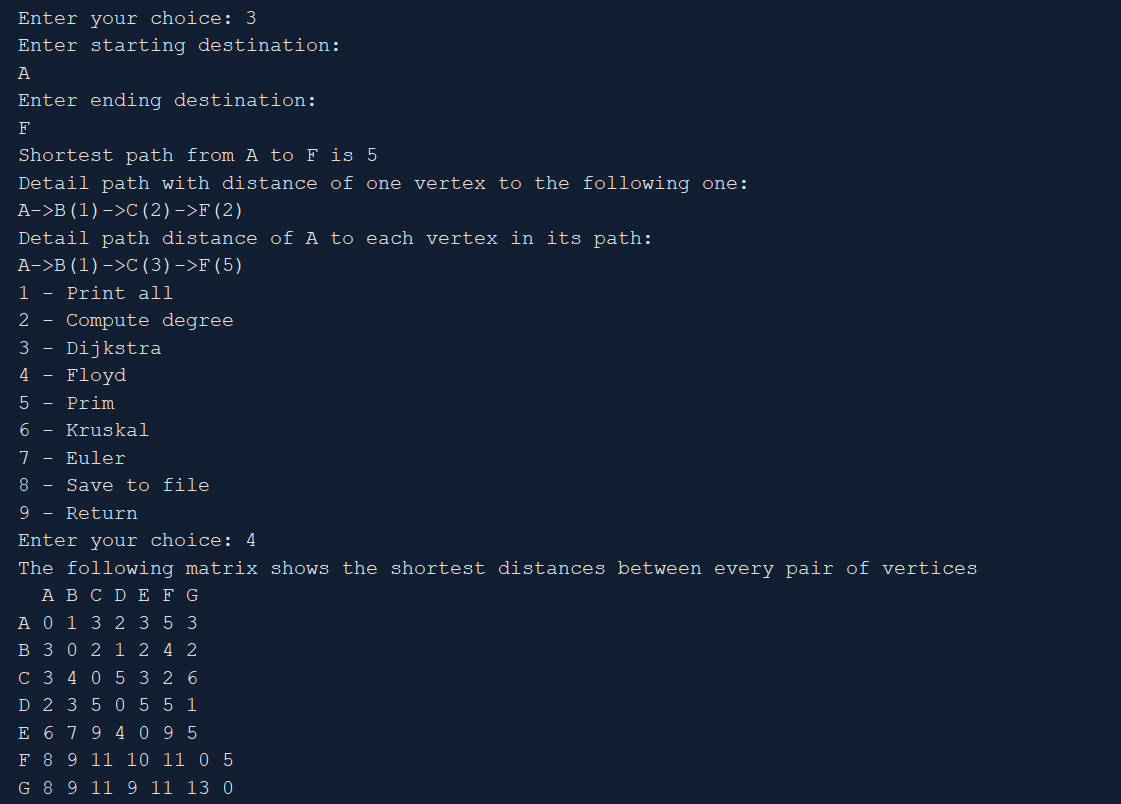 Enter your choice: 3
Enter starting destination:
A
Enter ending destination:
F
Shortest path from A to F is 5
Detail path with distance of one vertex to the following one:
A->B(1)->C(2)->F(2)
Detail path distance of A to each vertex in its path:
A->B(1)->C(3)->F(5)
1 - Print all
2 - Compute degree
3 - Dijkstra
4 - Floyd
5 - Prim
6 - Kruskal
7 - Euler
8 - Save to file
9 - Return
Enter your choice: 4
The following matrix shows the shortest distances between every pair of vertices
  A B C D E F G
A 0 1 3 2 3 5 3
B 3 0 2 1 2 4 2
C 3 4 0 5 3 2 6
D 2 3 5 0 5 5 1
E 6 7 9 4 0 9 5
F 8 9 11 10 11 0 5
G 8 9 11 9 11 13 0